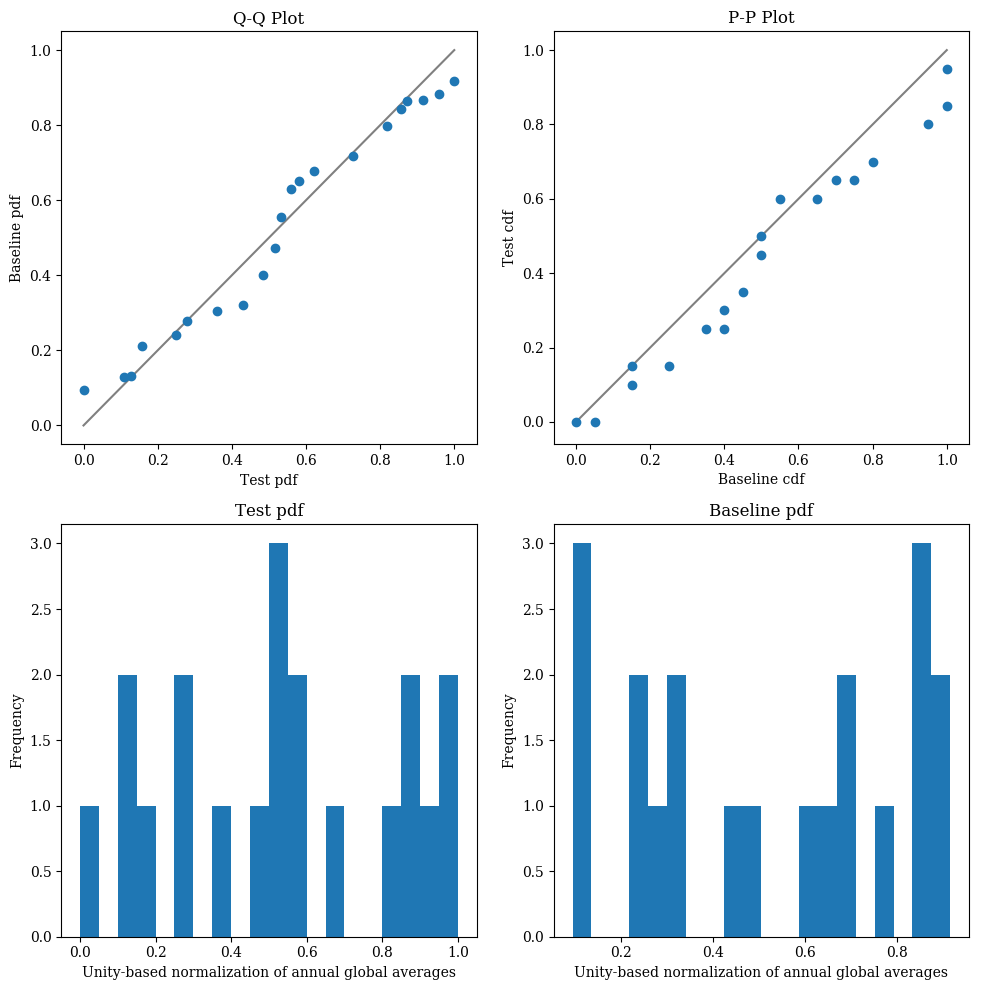 Q-Q Plot
1.0
0.8
0.6
0.4
0.2
0.0
Baseline pdf
0.0 0.2 0.4 0.6 0.8 1.0
Test pdf
P-P Plot
1.0
0.8
0.6
0.4
0.2
0.0
Test cdf
0.0 0.2 0.4 0.6 0.8 1.0
Baseline cdf
Test pdf
3.0
2.5
2.0
1.5
1.0
0.5
0.0
Frequency
0.0 0.2 0.4 0.6 0.8 1.0
Unity-based normalization of annual global averages
Baseline pdf
3.0
2.5
2.0
1.5
1.0
0.5
0.0
Frequency
0.2 0.4 0.6 0.8
Unity-based normalization of annual global averages